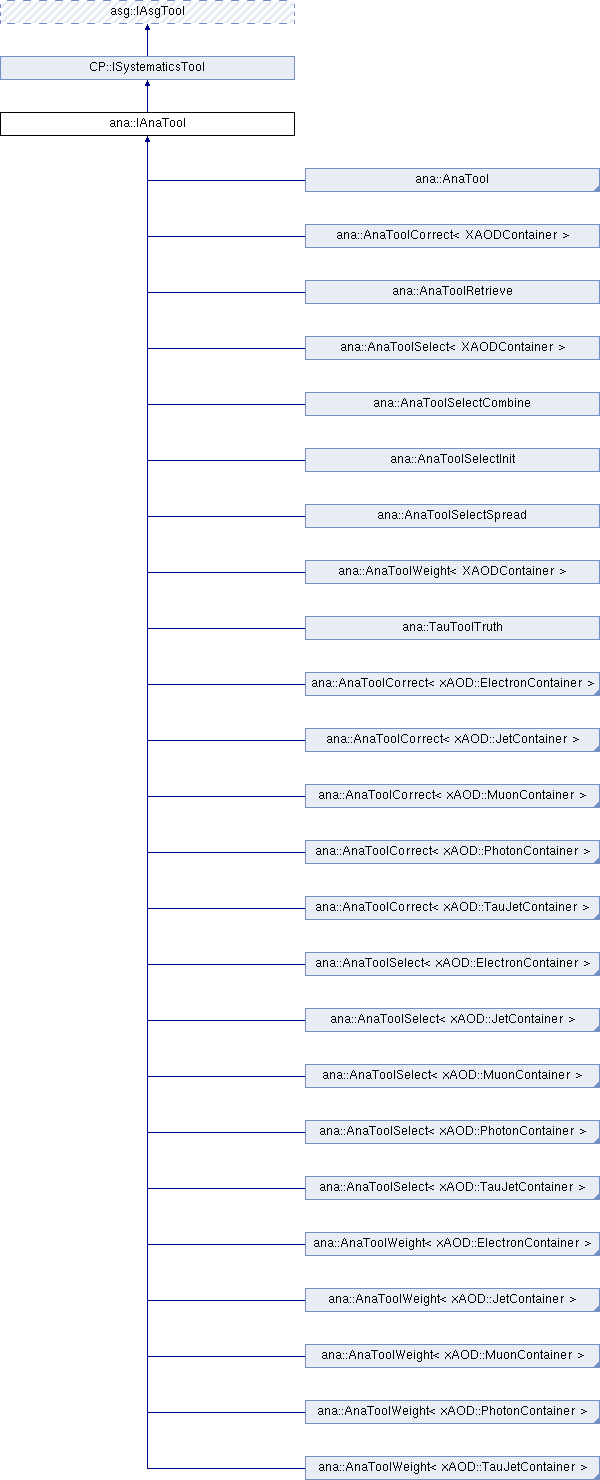 asg::IAsgTool
CP::ISystematicsTool
ana::IAnaTool
ana::AnaTool
ana::AnaToolCorrect< XAODContainer >
ana::AnaToolRetrieve
ana::AnaToolSelect< XAODContainer >
ana::AnaToolSelectCombine
ana::AnaToolSelectInit
ana::AnaToolSelectSpread
ana::AnaToolWeight< XAODContainer >
ana::TauToolTruth
ana::AnaToolCorrect< xAOD::ElectronContainer >
ana::AnaToolCorrect< xAOD::JetContainer >
ana::AnaToolCorrect< xAOD::MuonContainer >
ana::AnaToolCorrect< xAOD::PhotonContainer >
ana::AnaToolCorrect< xAOD::TauJetContainer >
ana::AnaToolSelect< xAOD::ElectronContainer >
ana::AnaToolSelect< xAOD::JetContainer >
ana::AnaToolSelect< xAOD::MuonContainer >
ana::AnaToolSelect< xAOD::PhotonContainer >
ana::AnaToolSelect< xAOD::TauJetContainer >
ana::AnaToolWeight< xAOD::ElectronContainer >
ana::AnaToolWeight< xAOD::JetContainer >
ana::AnaToolWeight< xAOD::MuonContainer >
ana::AnaToolWeight< xAOD::PhotonContainer >
ana::AnaToolWeight< xAOD::TauJetContainer >